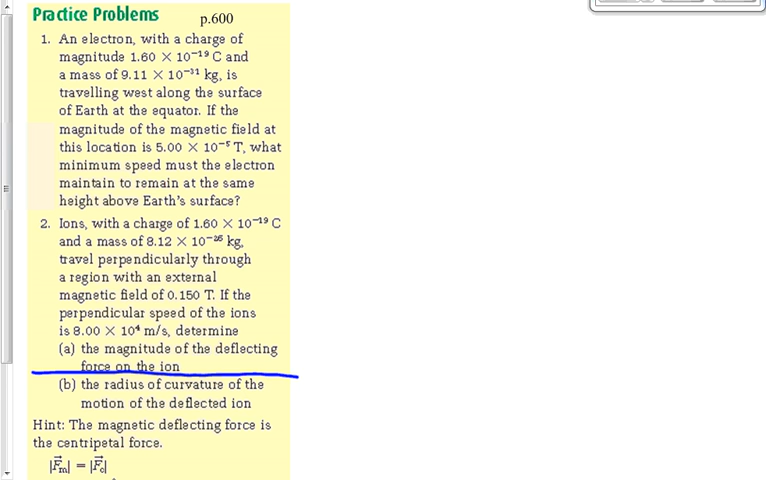 Practice Problems p.600
1. An electron, with a charge of
magnitude 1.60 × 10⁻¹⁹ C and
a mass of 9.11 × 10⁻³¹ kg, is
travelling west along the surface
of Earth at the equator. If the
magnitude of the magnetic field at
this location is 5.00 × 10⁻⁵ T, what
minimum speed must the electron
maintain to remain at the same
height above Earth's surface?
2. Ions, with a charge of 1.60 × 10⁻¹⁹ C
and a mass of 8.12 × 10⁻²⁶ kg,
travel perpendicularly through
a region with an external
magnetic field of 0.150 T. If the
perpendicular speed of the ions
is 8.00 × 10⁴ m/s, determine
(a) the magnitude of the deflecting
force on the ion
(b) the radius of curvature of the
motion of the deflected ion
Hint: The magnetic deflecting force is
the centripetal force.
|F⃗m| = |F⃗c|